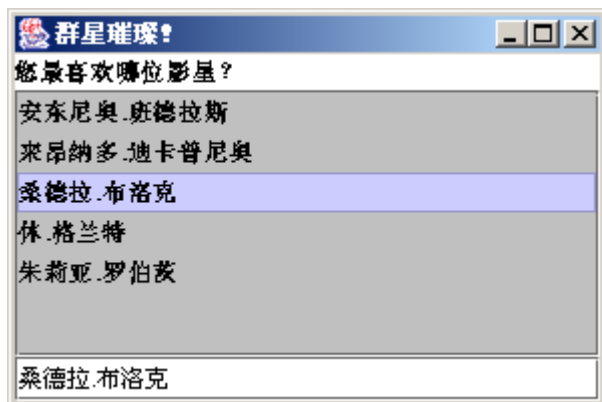 群星璀璨!
您最喜欢哪位影星?
安东尼奥.班德拉斯
来昂纳多.迪卡普尼奥
桑德拉.布洛克
休.格兰特
朱莉亚.罗伯茨
桑德拉.布洛克